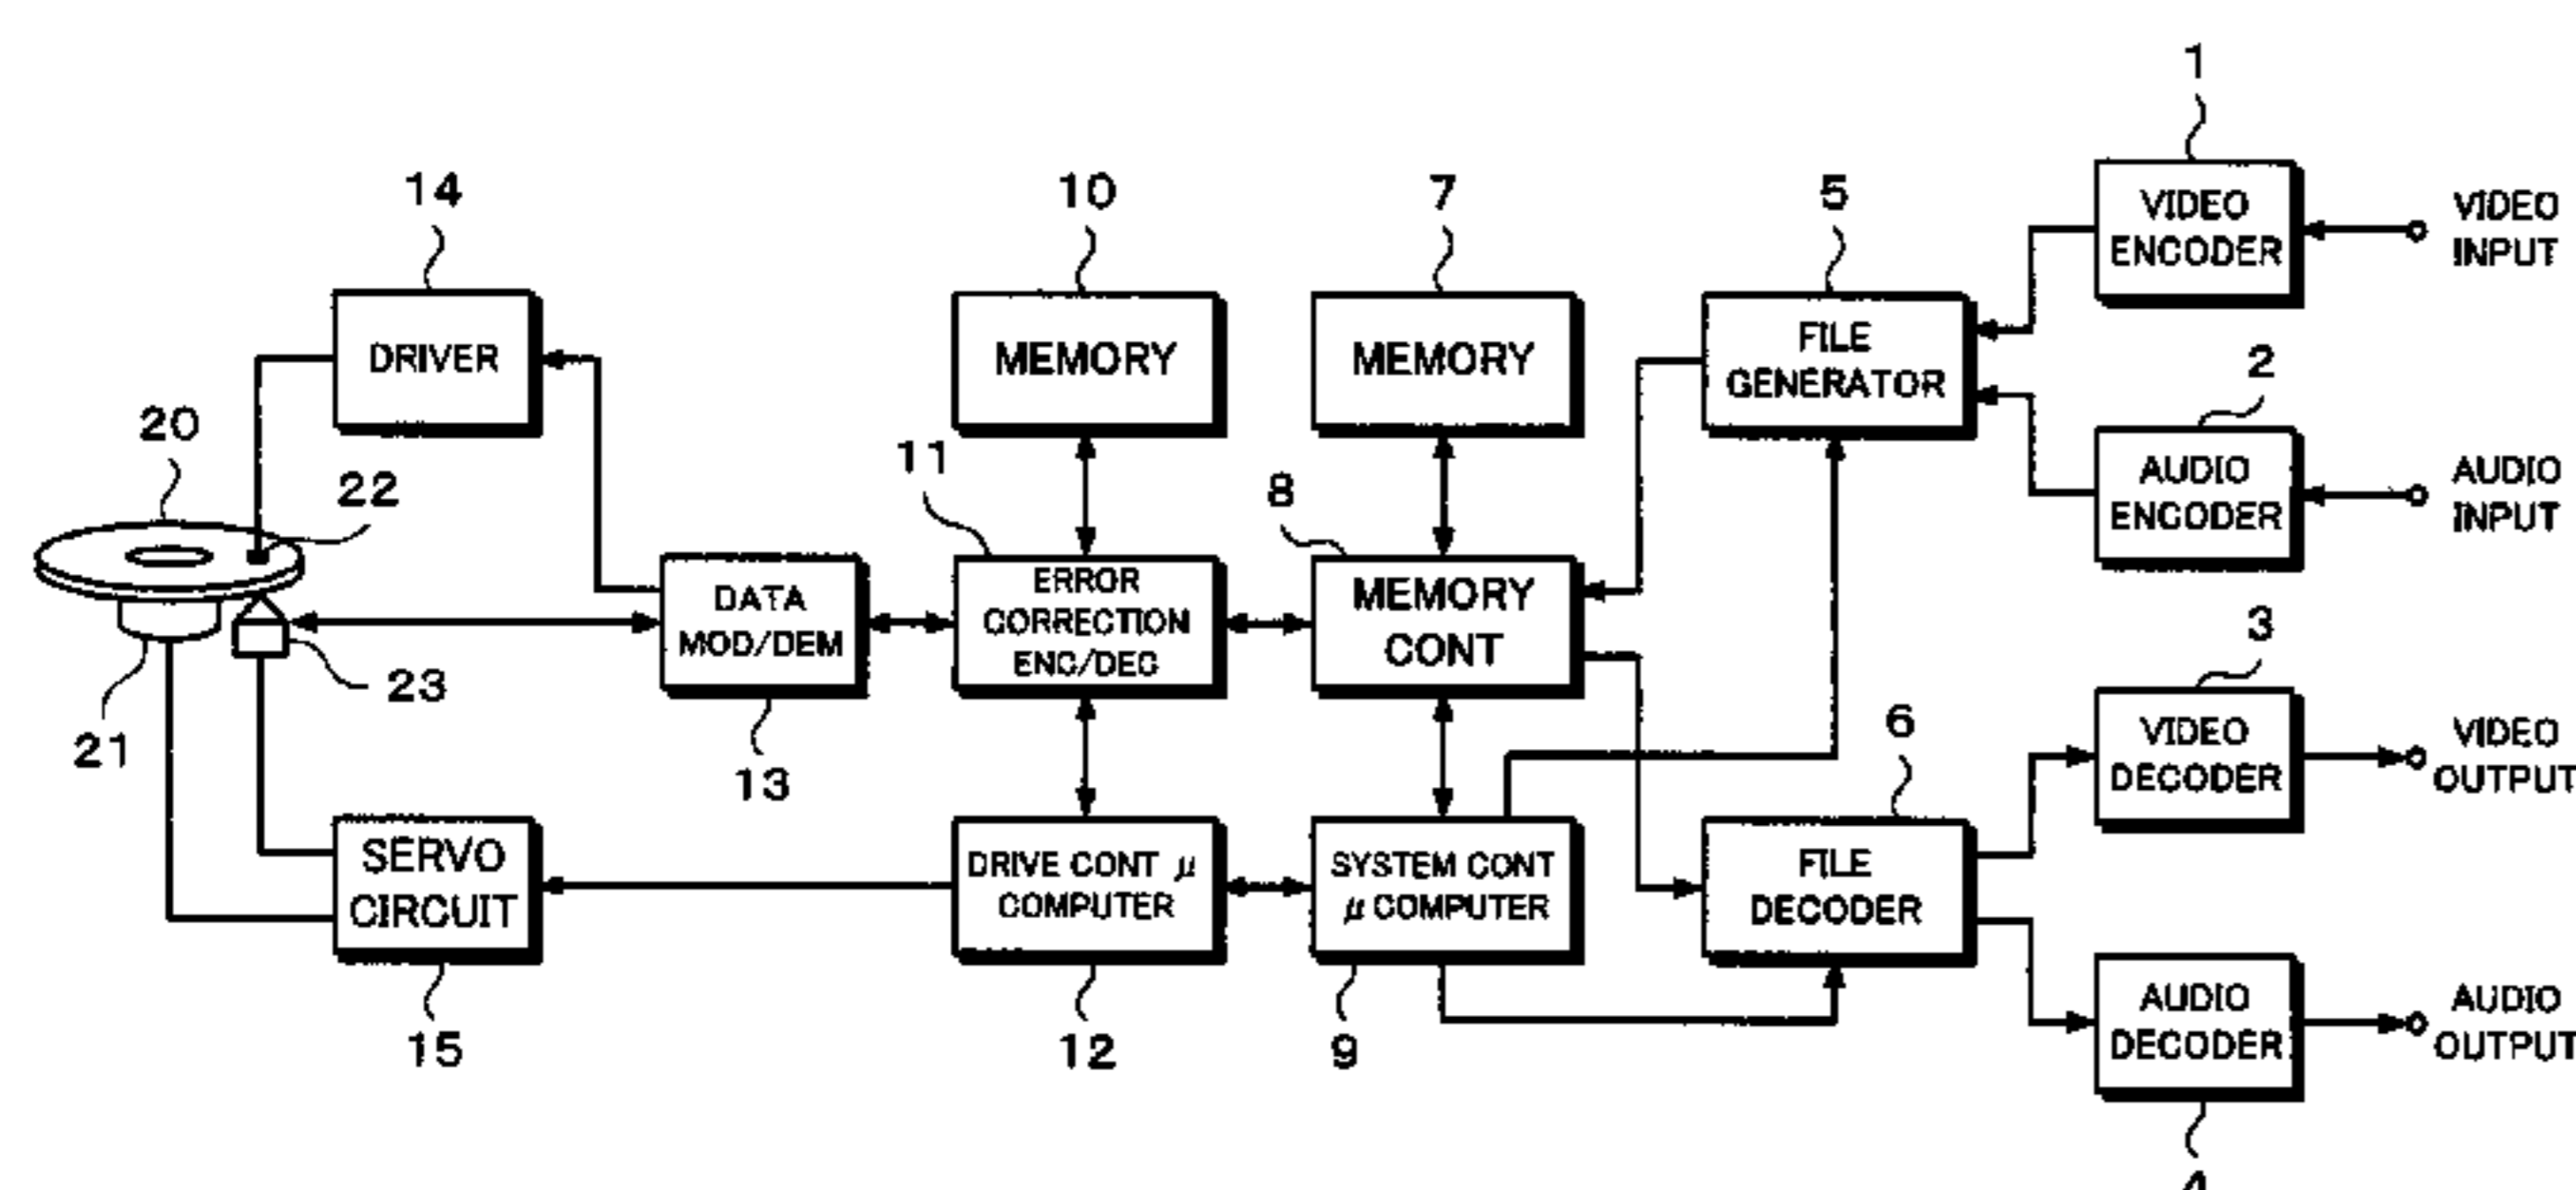 1
14
10
7
5
VIDEO
ENCODER
VIDEO
INPUT
DRIVER
MEMORY
MEMORY
FILE
GENERATOR
2
20
22
11
8
AUDIO
ENCODER
AUDIO
INPUT
DATA
MOD/DEM
ERROR
CORRECTION
ENC/DEC
MEMORY
CONT
3
23
21
13
6
VIDEO
DECODER
VIDEO
OUTPUT
SERVO
CIRCUIT
DRIVE CONT μ
COMPUTER
SYSTEM CONT
μ COMPUTER
FILE
DECODER
15
12
9
AUDIO
DECODER
AUDIO
OUTPUT
4